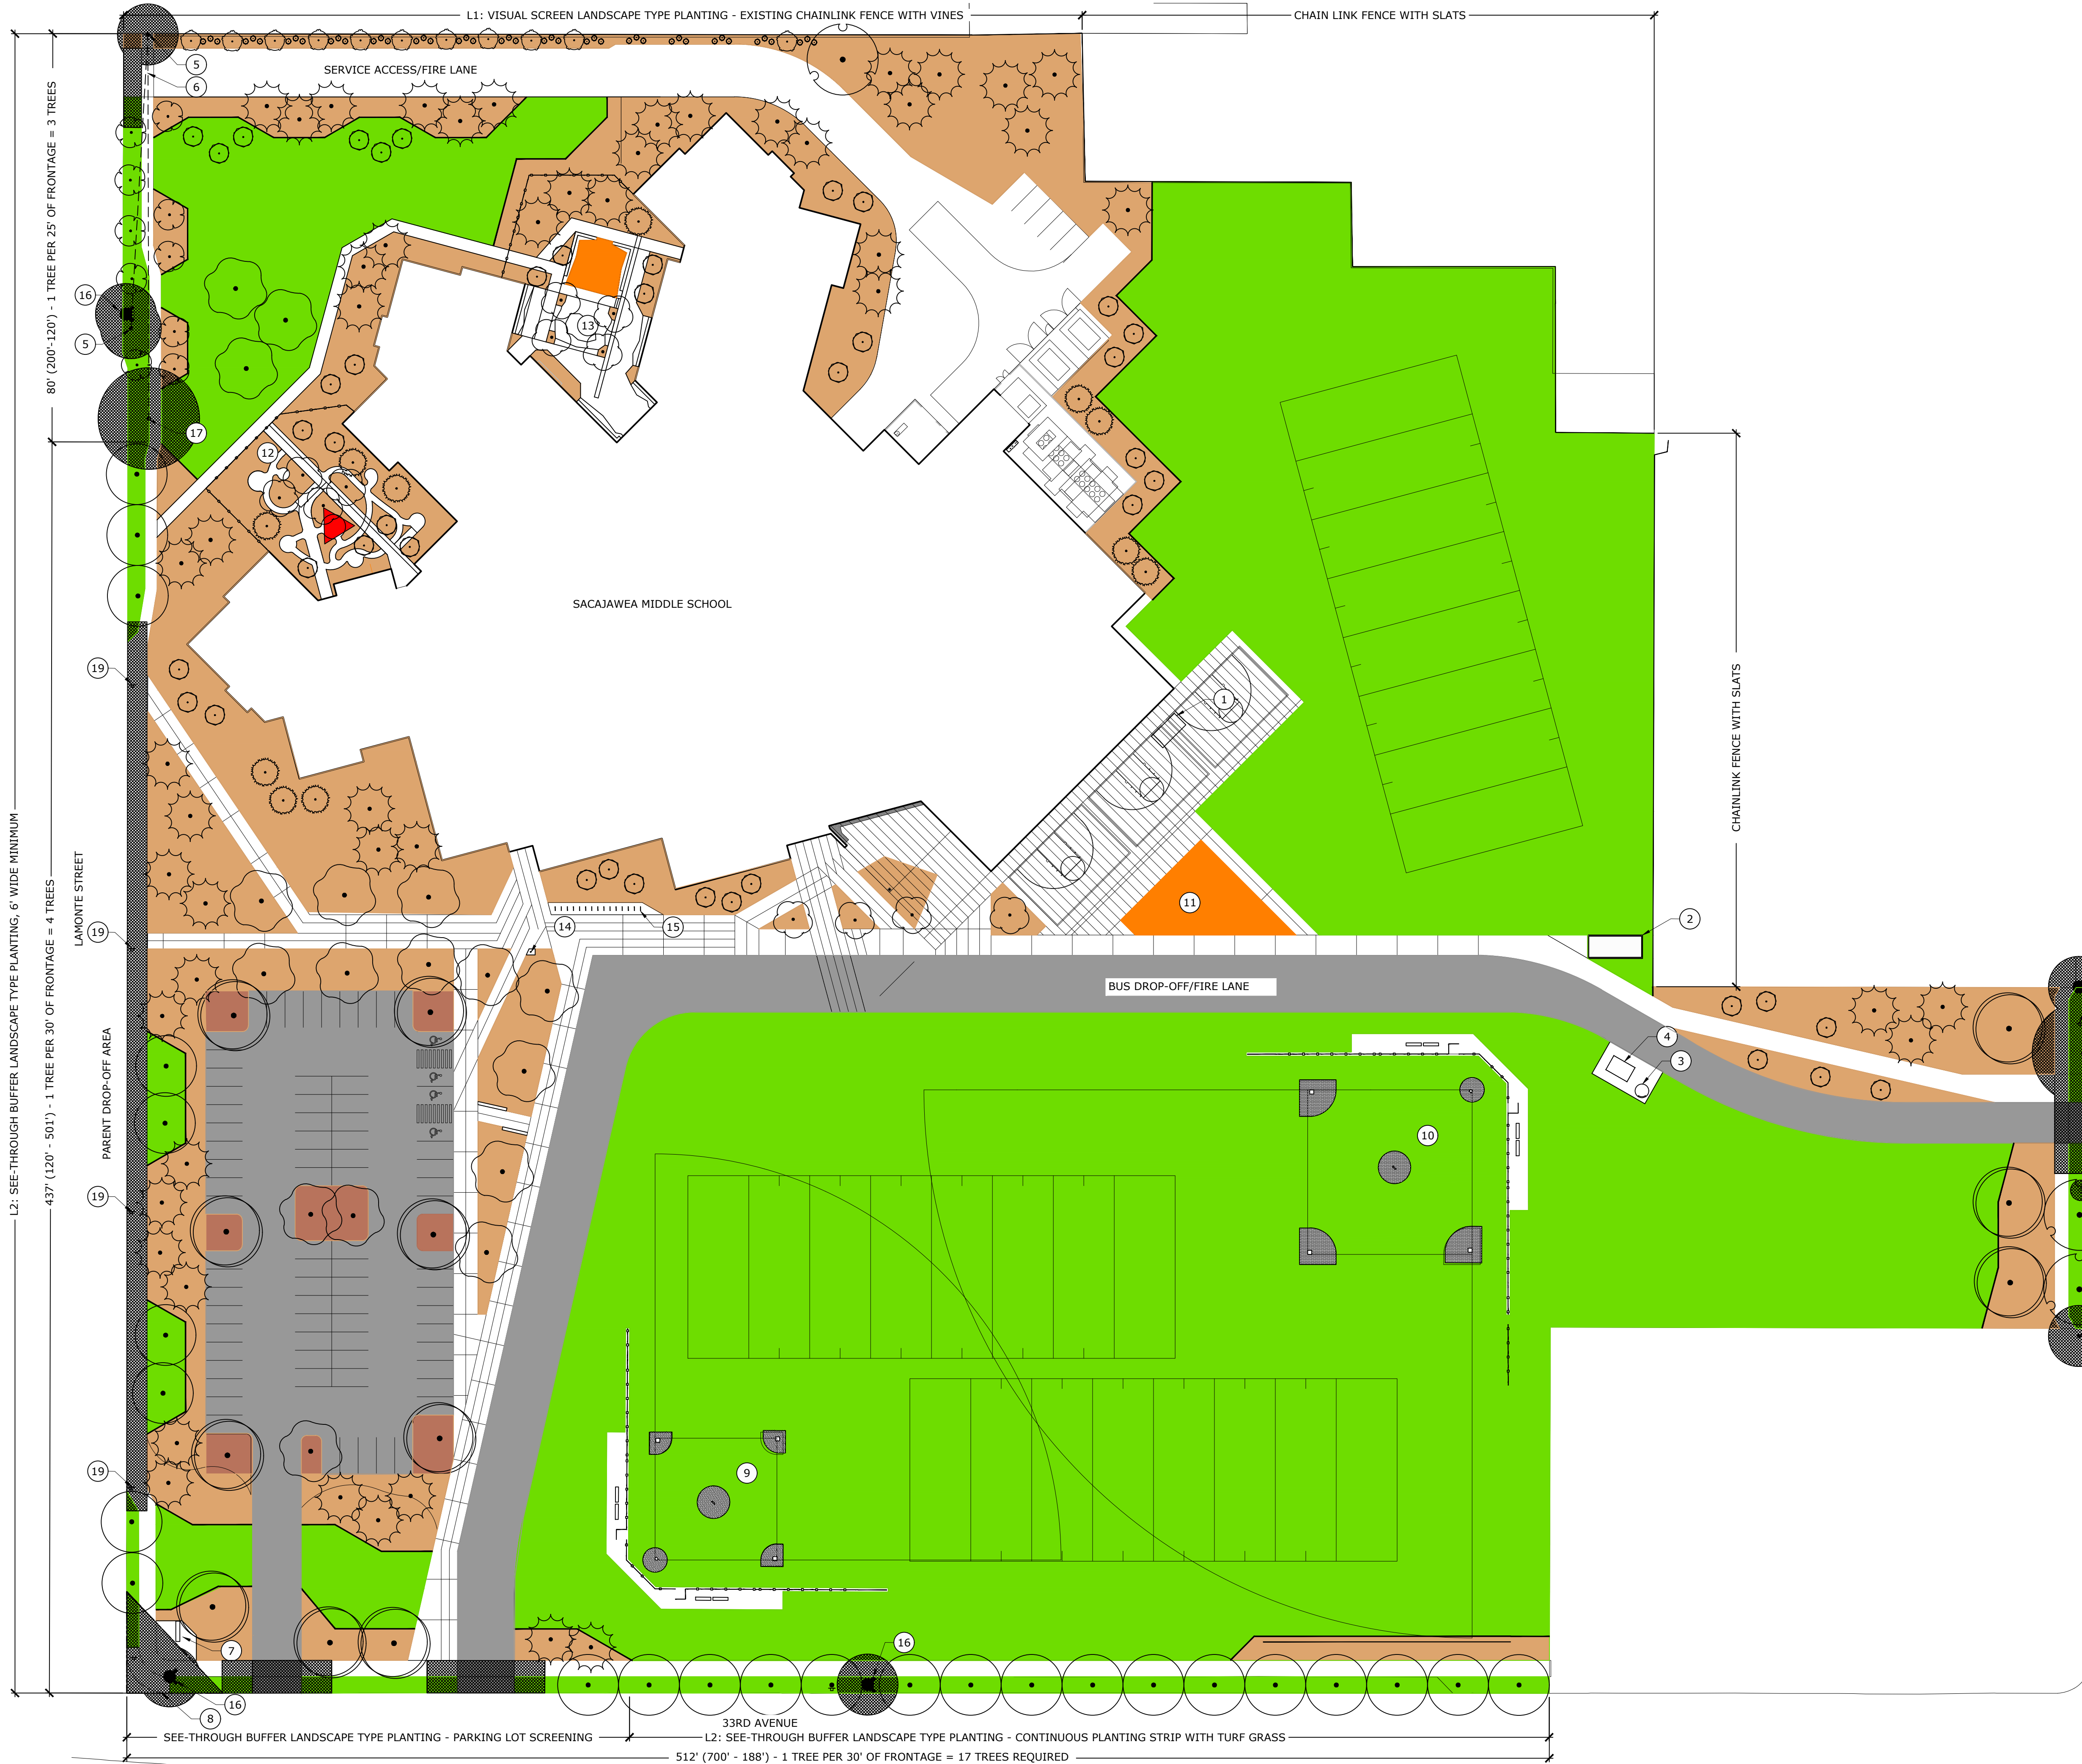 L1: VISUAL SCREEN LANDSCAPE TYPE PLANTING - EXISTING CHAINLINK FENCE WITH VINES
CHAIN LINK FENCE WITH SLATS
5
SERVICE ACCESS/FIRE LANE
6
80' (200'-120') - 1 TREE PER 25' OF FRONTAGE = 3 TREES
16
13
5
17
12
SACAJAWEA MIDDLE SCHOOL
19
1
CHAINLINK FENCE WITH SLATS
L2: SEE-THROUGH BUFFER LANDSCAPE TYPE PLANTING, 6' WIDE MINIMUM
437' (120' - 501') - 1 TREE PER 30' OF FRONTAGE = 4 TREES
LAMONTE STREET
11
2
14
15
19
BUS DROP-OFF/FIRE LANE
PARENT DROP-OFF AREA
4
3
10
19
19
9
16
7
16
8
33RD AVENUE
SEE-THROUGH BUFFER LANDSCAPE TYPE PLANTING - PARKING LOT SCREENING
L2: SEE-THROUGH BUFFER LANDSCAPE TYPE PLANTING - CONTINUOUS PLANTING STRIP WITH TURF GRASS
512' (700' - 188') - 1 TREE PER 30' OF FRONTAGE = 17 TREES REQUIRED